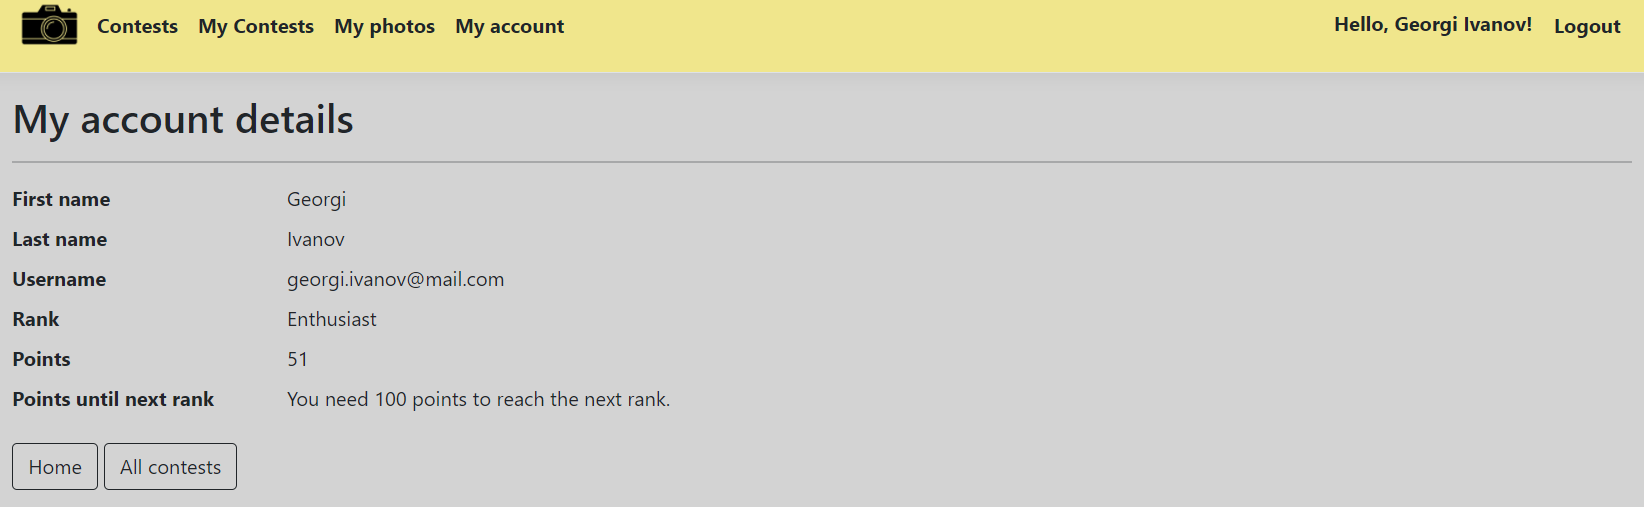 Contests My Contests My photos My account Hello, Georgi Ivanov! Logout
My account details
First name Georgi
Last name Ivanov
Username georgi.ivanov@mail.com
Rank Enthusiast
Points 51
Points until next rank You need 100 points to reach the next rank.
Home All contests